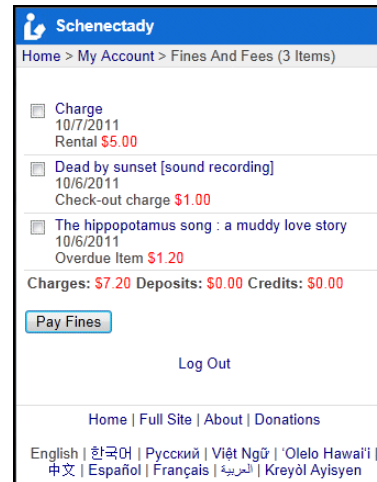 Schenectady
Home > My Account > Fines And Fees (3 Items)
Charge
10/7/2011
Rental $5.00
Dead by sunset [sound recording]
10/6/2011
Check-out charge $1.00
The hippopotamus song : a muddy love story
10/6/2011
Overdue Item $1.20
Charges: $7.20 Deposits: $0.00 Credits: $0.00
Pay Fines
Log Out
Home | Full Site | About | Donations
English | 한국어 | Русский | Việt Ngữ | 'Olelo Hawai'i |
中文 | Español | Français | العربية | Kreyòl Ayisyen